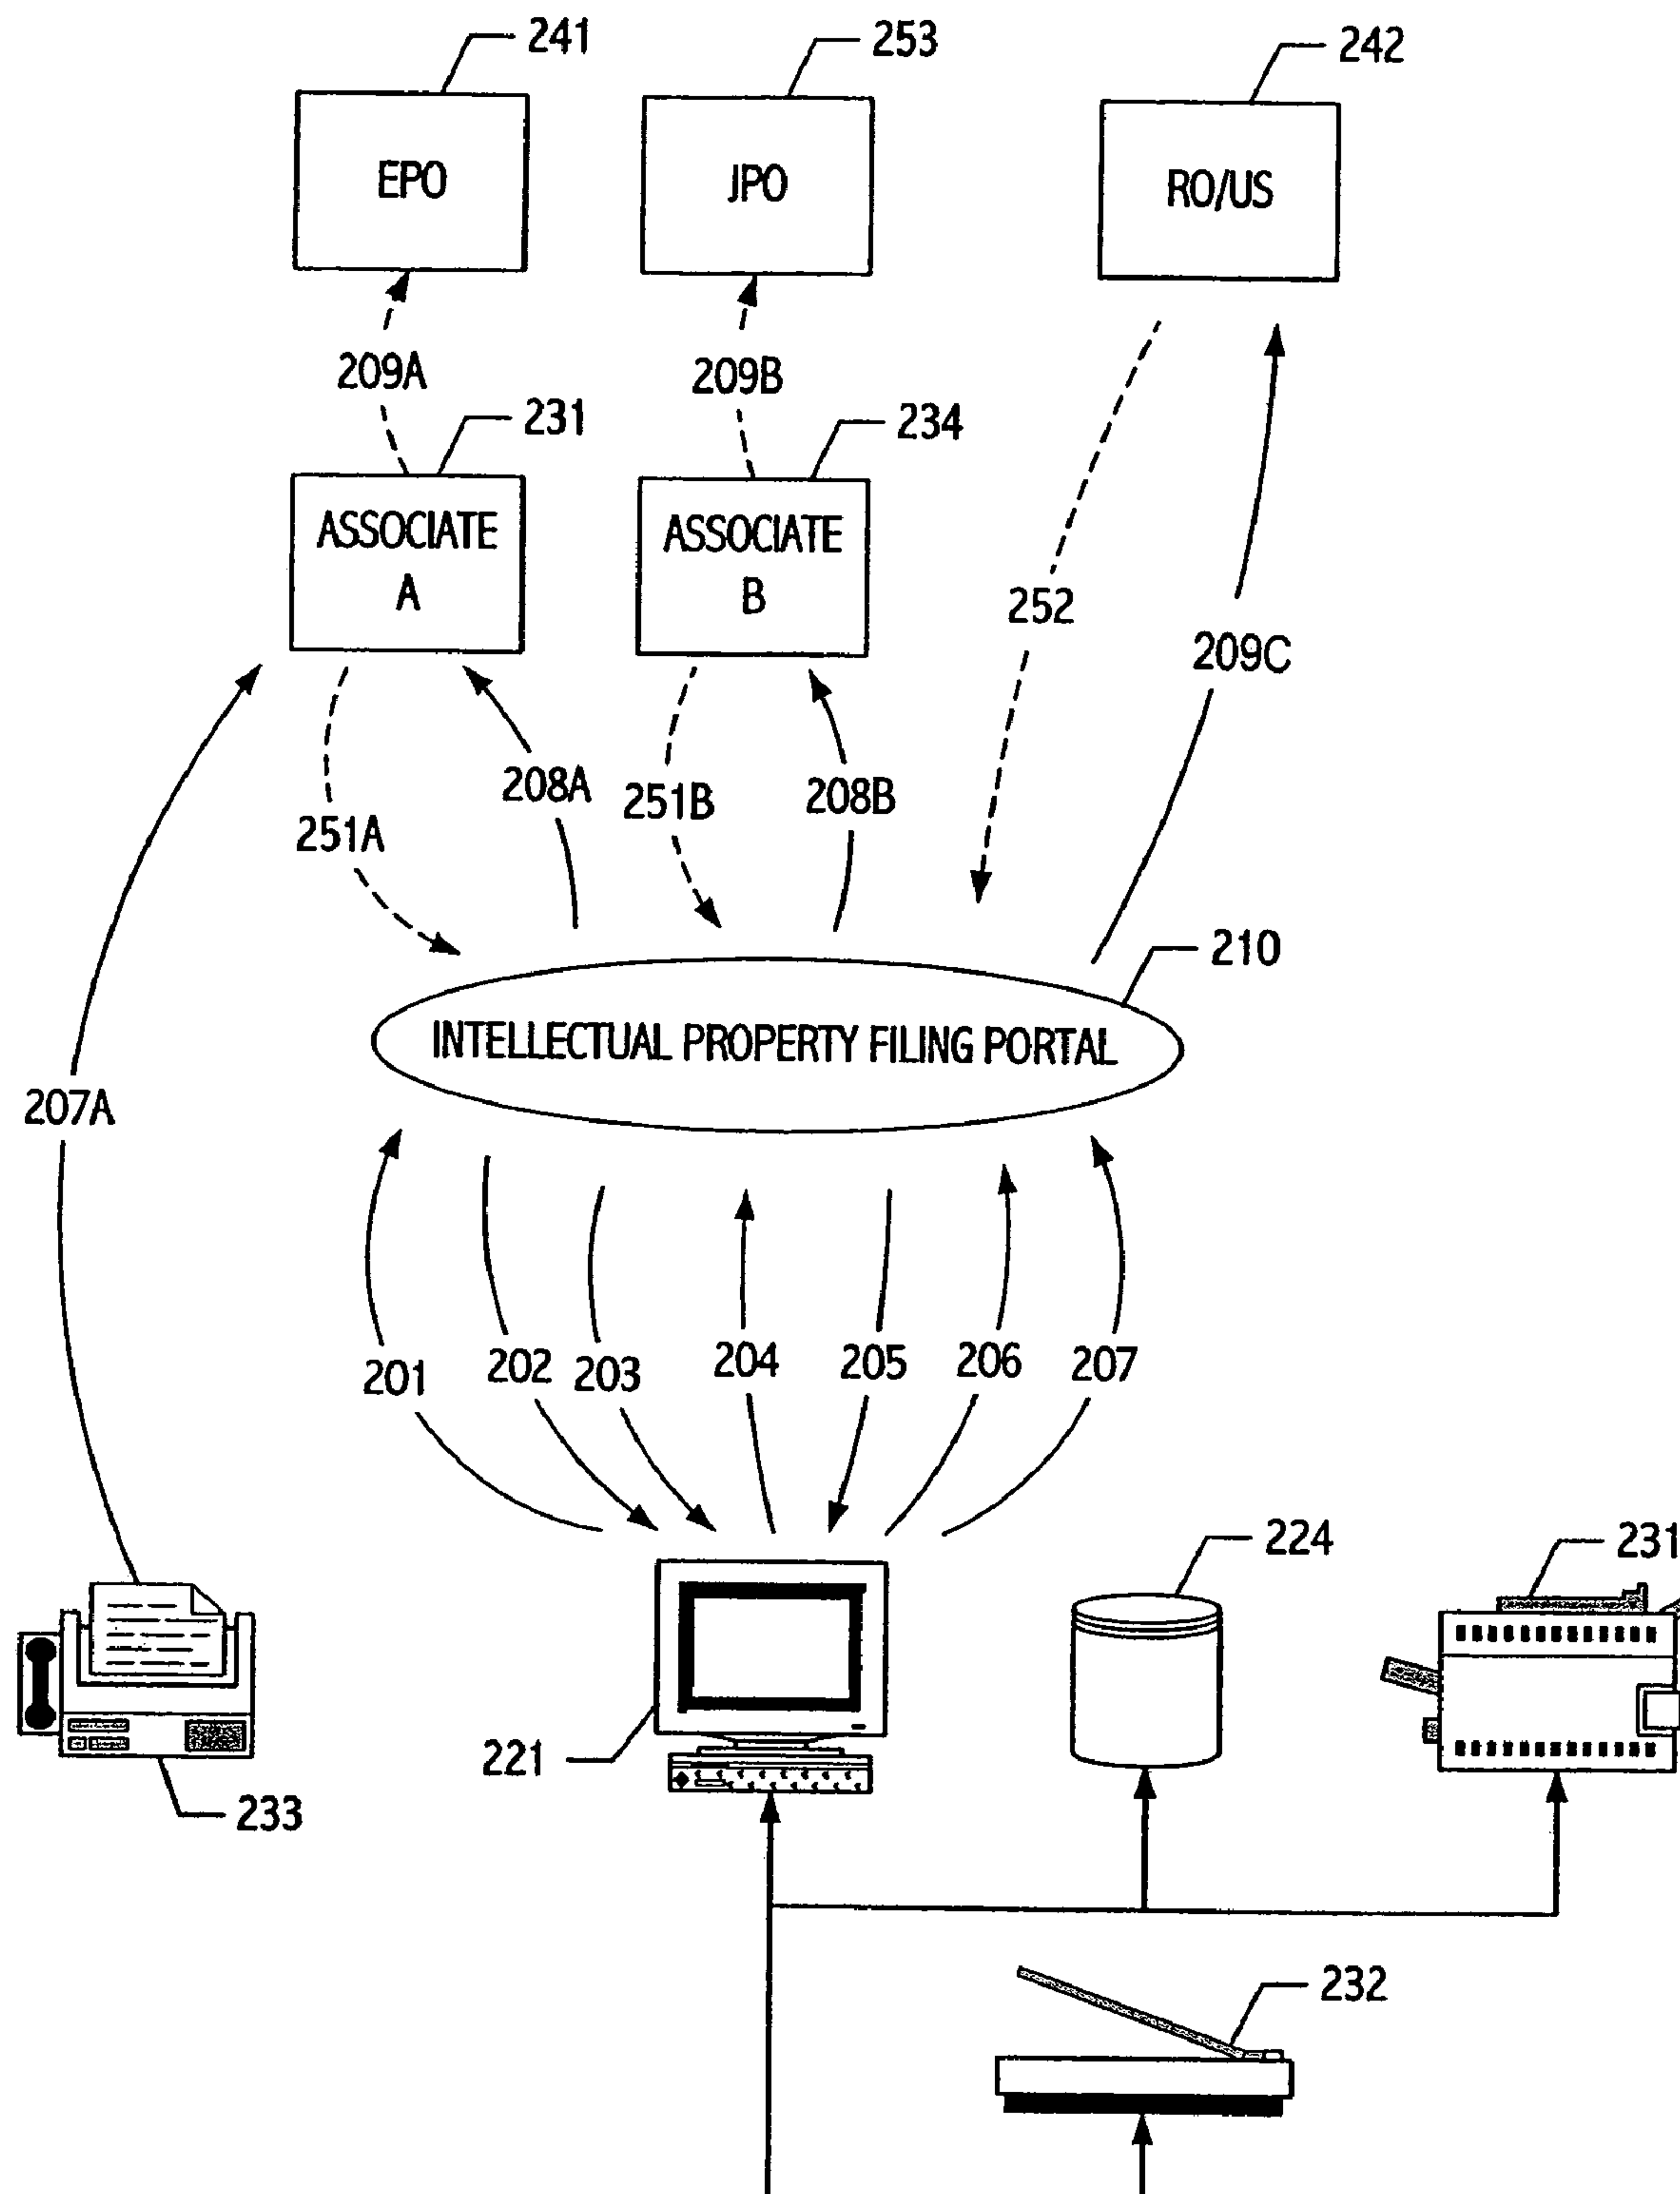 241
253
242
EPO
JPO
RO/US
209A
209B
231
234
ASSOCIATE
A
ASSOCIATE
B
252
209C
208A
251B
208B
251A
210
INTELLECTUAL PROPERTY FILING PORTAL
207A
201
202
203
204
205
206
207
224
231
221
233
232